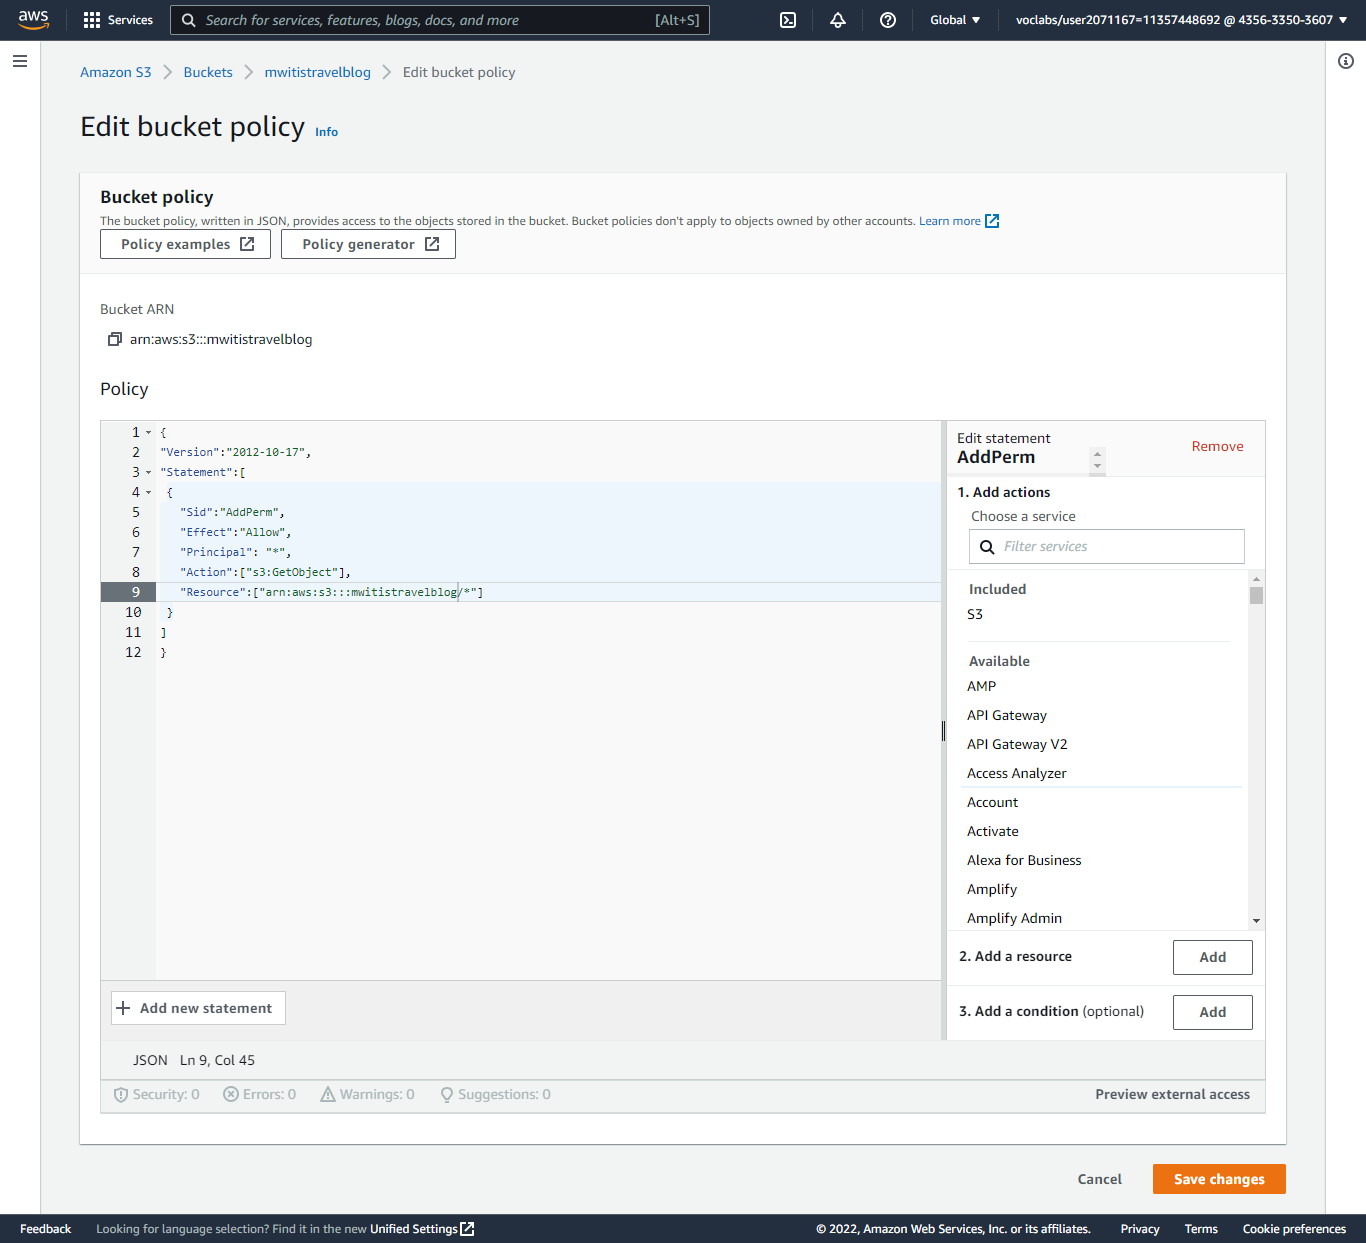 aws Services Search for services, features, blogs, docs, and more [Alt+S] Global voclabs/user2071167=11357448692 @ 4356-3350-3607
Amazon S3 Buckets mwitistravelblog Edit bucket policy
Edit bucket policy Info
Bucket policy
The bucket policy, written in JSON, provides access to the objects stored in the bucket. Bucket policies don't apply to objects owned by other accounts. Learn more
Policy examples Policy generator
Bucket ARN
arn:aws:s3:::mwitistravelblog
Policy
1 {
2 "Version":"2012-10-17",
3 "Statement":[
4 {
5 "Sid":"AddPerm",
6 "Effect":"Allow",
7 "Principal": "*",
8 "Action":["s3:GetObject"],
9 "Resource":["arn:aws:s3:::mwitistravelblog/*"]
10 }
11 ]
12 }
Add new statement
Edit statement
AddPerm
Remove
1. Add actions
Choose a service
Filter services
Included
S3
Available
AMP
API Gateway
API Gateway V2
Access Analyzer
Account
Activate
Alexa for Business
Amplify
Amplify Admin
2. Add a resource Add
3. Add a condition (optional) Add
JSON Ln 9, Col 45
Security: 0 Errors: 0 Warnings: 0 Suggestions: 0 Preview external access
Cancel Save changes
Feedback Looking for language selection? Find it in the new Unified Settings © 2022, Amazon Web Services, Inc. or its affiliates. Privacy Terms Cookie preferences